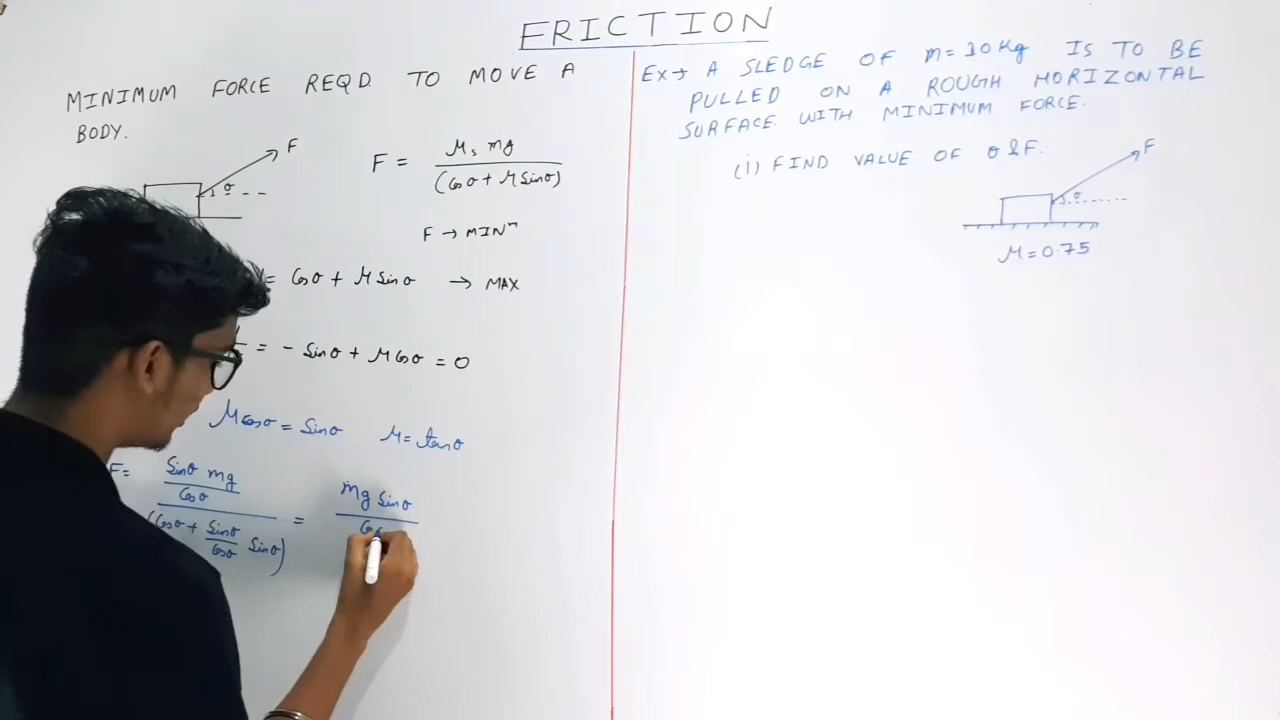 FRICTION
MINIMUM FORCE REQD TO MOVE A
BODY.
F
θ
F = μs mg
(cosθ + μ sinθ)
F → MINᵐ
= cosθ + μ sinθ → MAX
= - sinθ + μ cosθ = 0
μ cosθ = sinθ μ = tanθ
F = sinθ mg
cosθ
(cosθ + sinθ
cosθ sinθ)
= mg sinθ
cos
EX → A SLEDGE OF m = 10 Kg IS TO BE
PULLED ON A ROUGH HORIZONTAL
SURFACE WITH MINIMUM FORCE.
(i) FIND VALUE OF θ & F.
F
θ
μ = 0.75